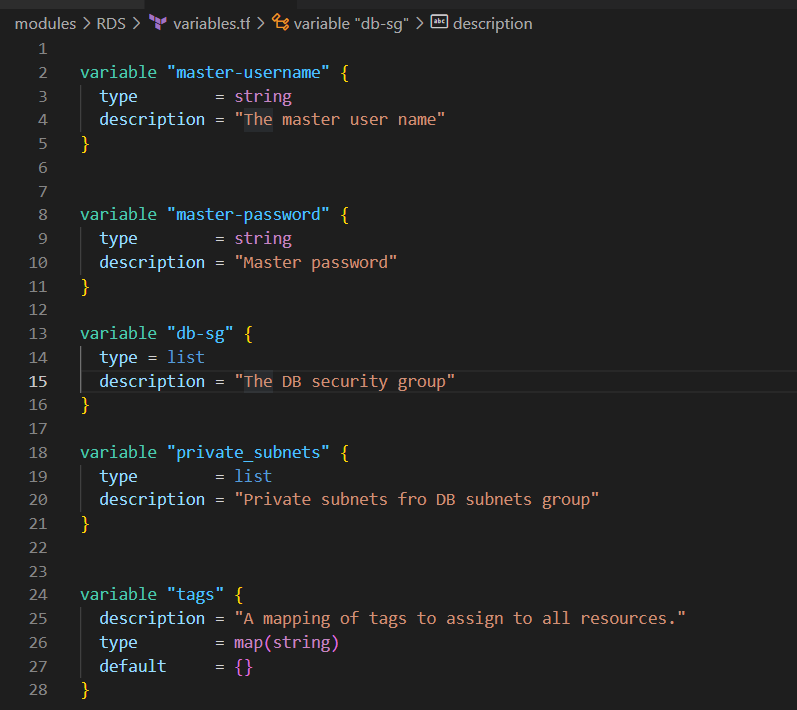 modules > RDS > variables.tf > variable "db-sg" > abc description
1
2 variable "master-username" {
3   type        = string
4   description = "The master user name"
5 }
6
7
8 variable "master-password" {
9   type        = string
10   description = "Master password"
11 }
12
13 variable "db-sg" {
14   type = list
15   description = "The DB security group"
16 }
17
18 variable "private_subnets" {
19   type        = list
20   description = "Private subnets fro DB subnets group"
21 }
22
23
24 variable "tags" {
25   description = "A mapping of tags to assign to all resources."
26   type        = map(string)
27   default     = {}
28 }